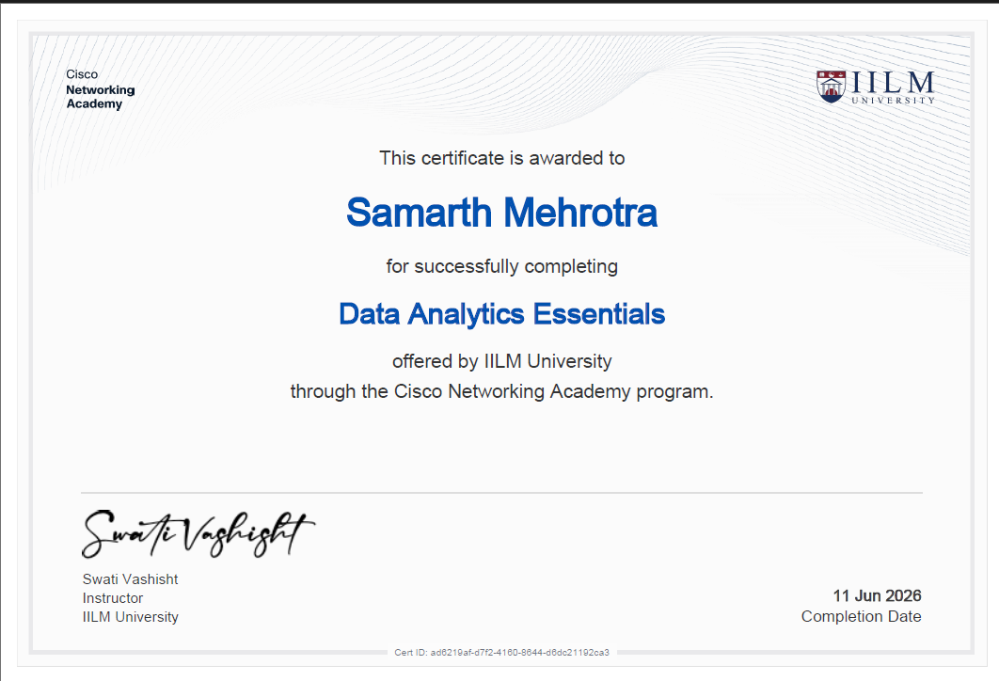 Cisco
Networking
Academy
IILM
UNIVERSITY
This certificate is awarded to
Samarth Mehrotra
for successfully completing
Data Analytics Essentials
offered by IILM University
through the Cisco Networking Academy program.
Swati Vashisht
Swati Vashisht
Instructor
IILM University
11 Jun 2026
Completion Date
Cert ID: ad6219af-d7f2-4160-8644-d6dc21192ca3